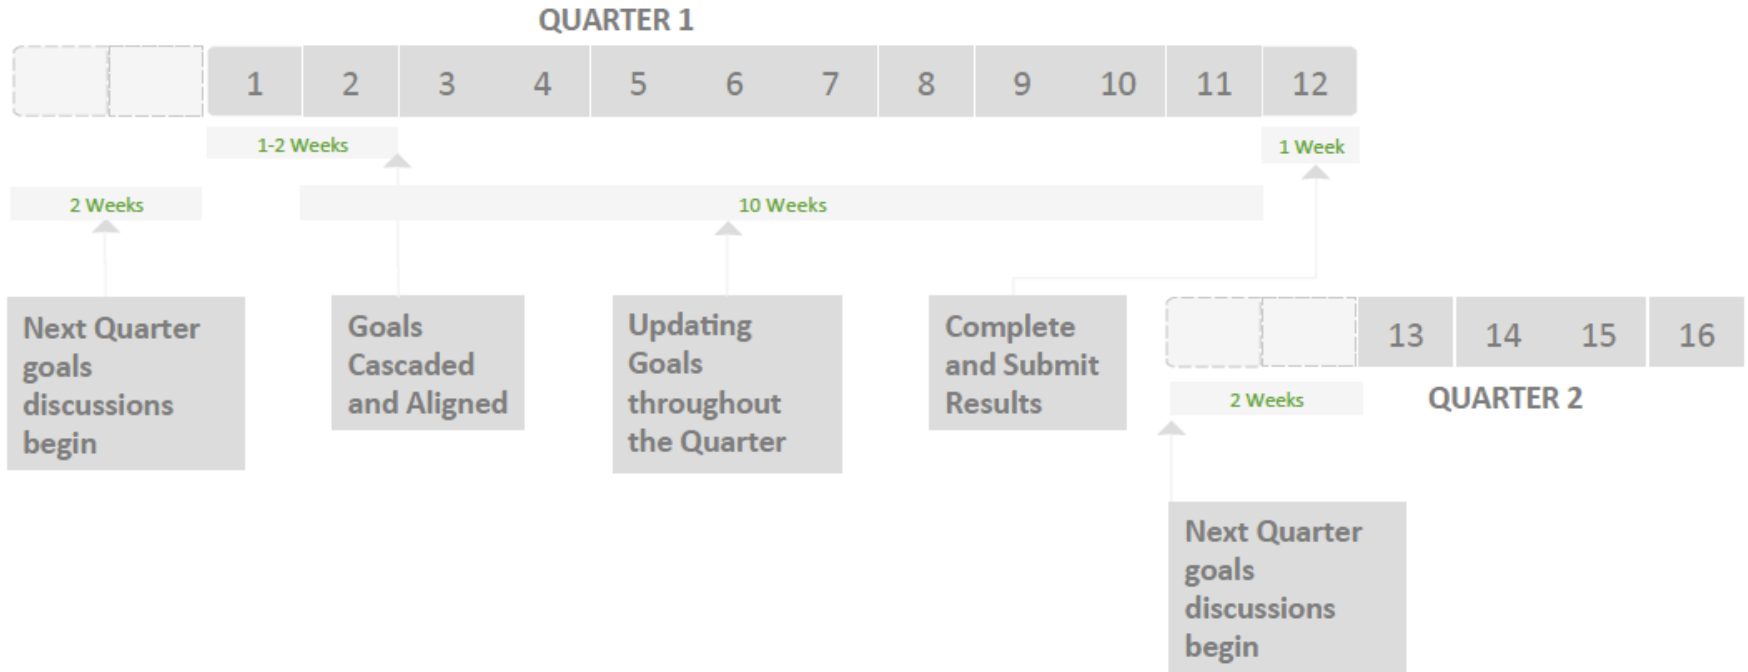 QUARTER 1
1 2 3 4 5 6 7 8 9 10 11 12
1-2 Weeks
1 Week
2 Weeks
10 Weeks
Next Quarter
goals
discussions
begin
Goals
Cascaded
and Aligned
Updating
Goals
throughout
the Quarter
Complete
and Submit
Results
13 14 15 16
2 Weeks
QUARTER 2
Next Quarter
goals
discussions
begin